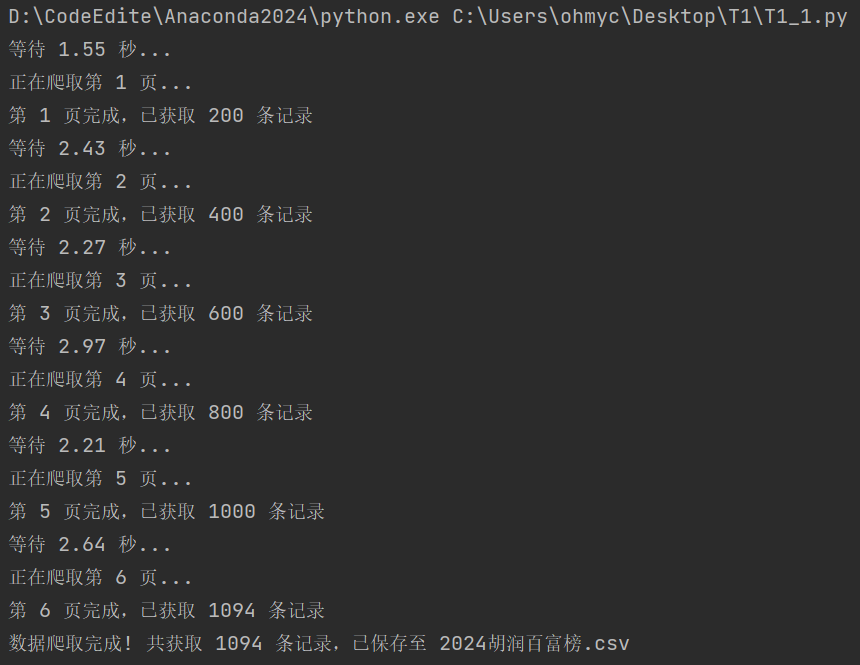 D:\CodeEdite\Anaconda2024\python.exe C:\Users\ohmyc\Desktop\T1\T1_1.py
等待 1.55 秒...
正在爬取第 1 页...
第 1 页完成，已获取 200 条记录
等待 2.43 秒...
正在爬取第 2 页...
第 2 页完成，已获取 400 条记录
等待 2.27 秒...
正在爬取第 3 页...
第 3 页完成，已获取 600 条记录
等待 2.97 秒...
正在爬取第 4 页...
第 4 页完成，已获取 800 条记录
等待 2.21 秒...
正在爬取第 5 页...
第 5 页完成，已获取 1000 条记录
等待 2.64 秒...
正在爬取第 6 页...
第 6 页完成，已获取 1094 条记录
数据爬取完成! 共获取 1094 条记录，已保存至 2024胡润百富榜.csv